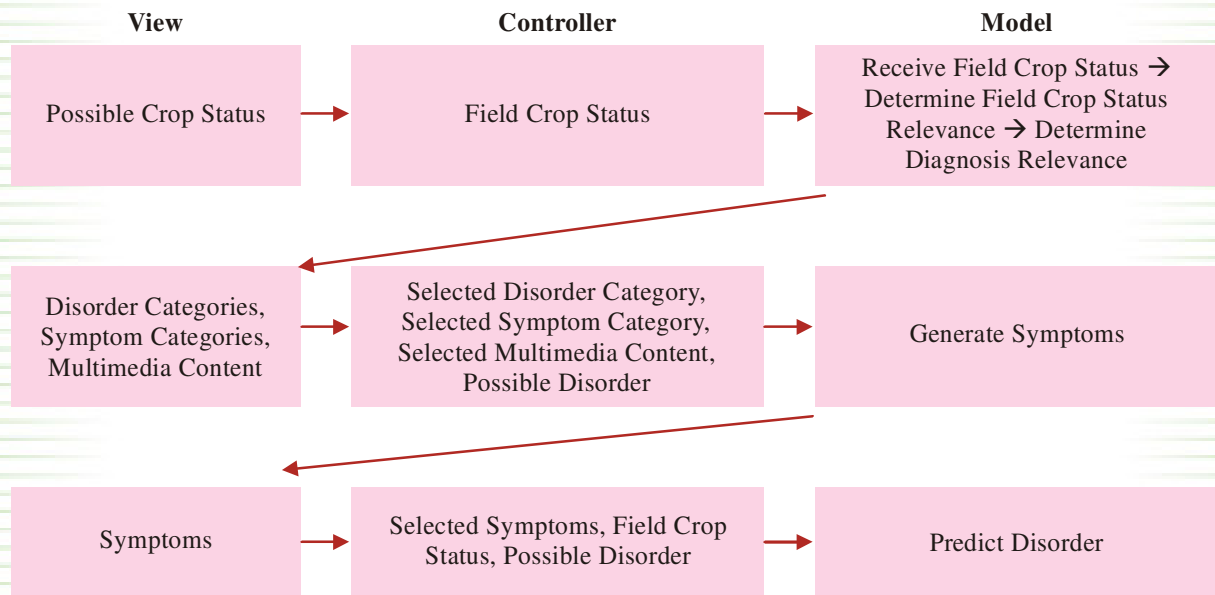 View
Controller
Model
Possible Crop Status
Field Crop Status
Receive Field Crop Status →
Determine Field Crop Status
Relevance → Determine
Diagnosis Relevance
Disorder Categories,
Symptom Categories,
Multimedia Content
Selected Disorder Category,
Selected Symptom Category,
Selected Multimedia Content,
Possible Disorder
Generate Symptoms
Symptoms
Selected Symptoms, Field Crop
Status, Possible Disorder
Predict Disorder